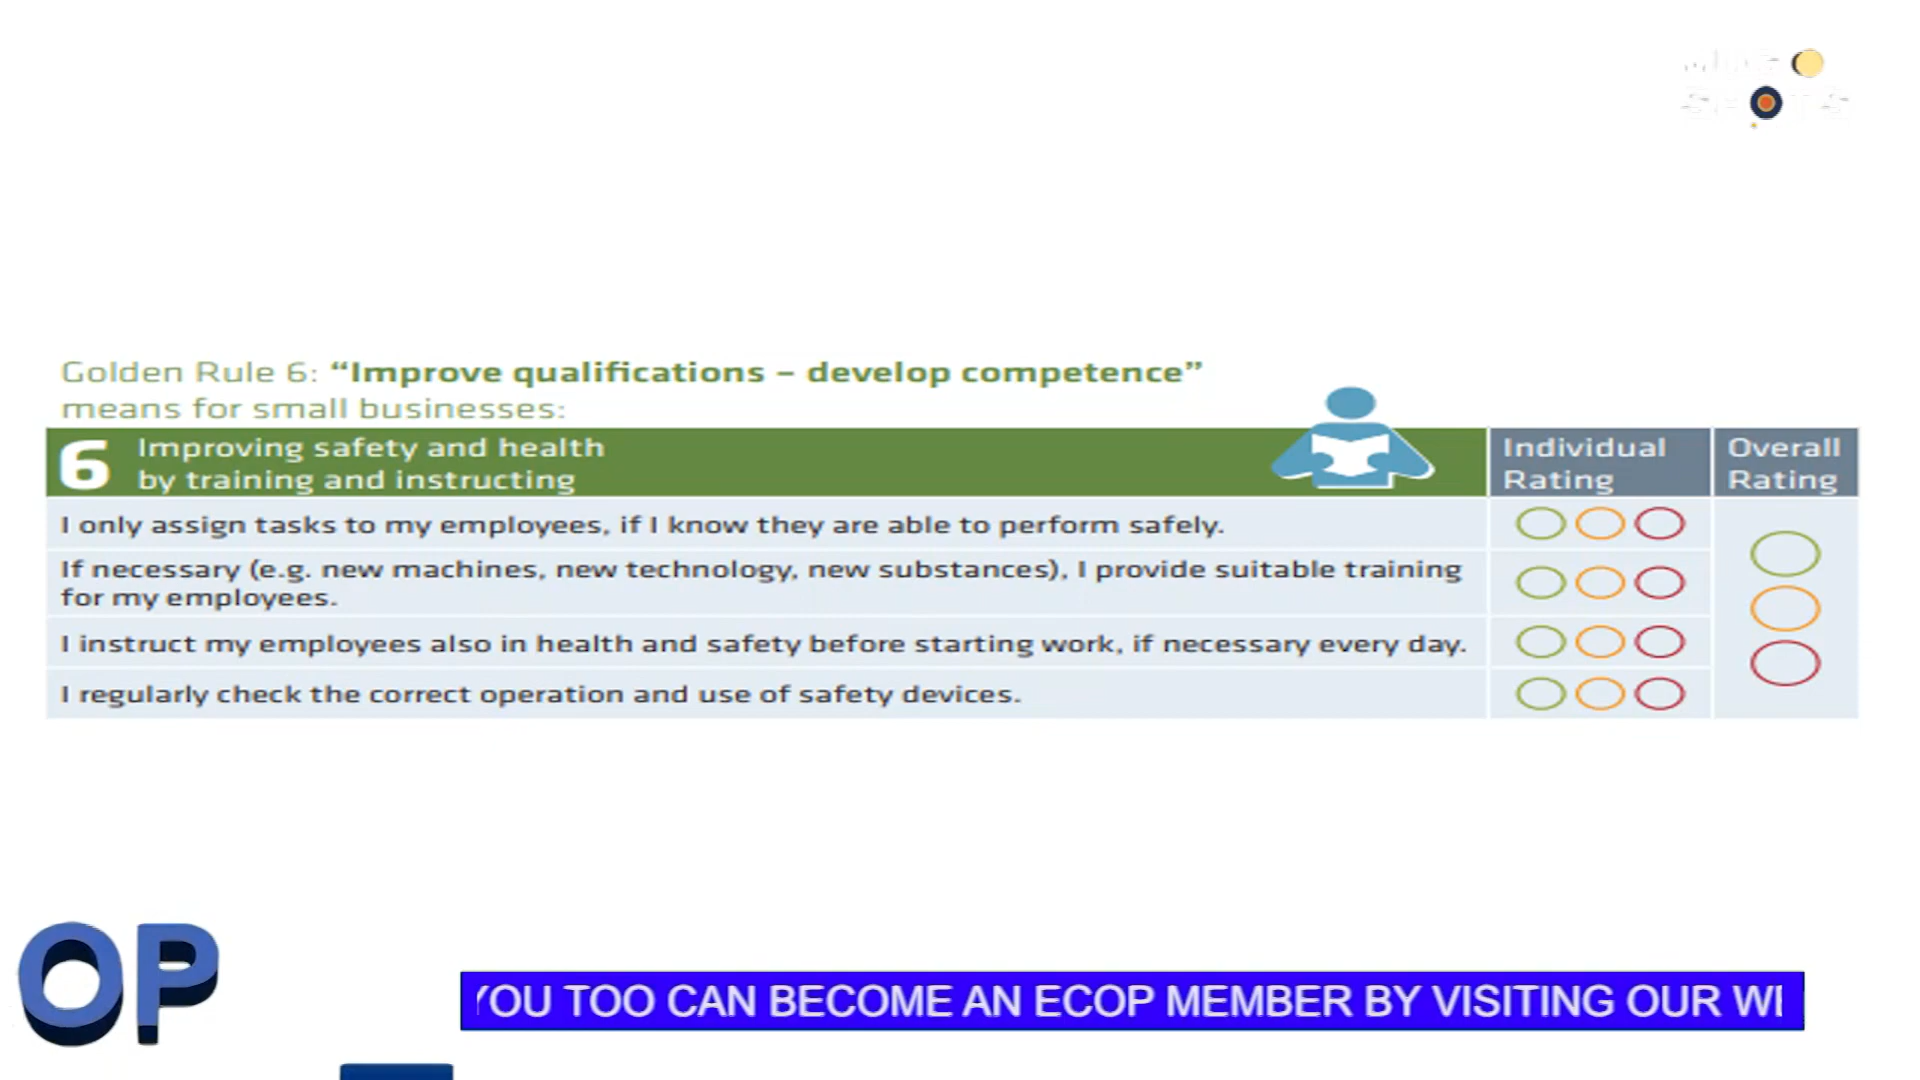 Golden Rule 6: “Improve qualifications – develop competence”
means for small businesses:
6 Improving safety and health
by training and instructing
Individual
Rating
Overall
Rating
I only assign tasks to my employees, if I know they are able to perform safely.
If necessary (e.g. new machines, new technology, new substances), I provide suitable training
for my employees.
I instruct my employees also in health and safety before starting work, if necessary every day.
I regularly check the correct operation and use of safety devices.
OP
YOU TOO CAN BECOME AN ECOP MEMBER BY VISITING OUR